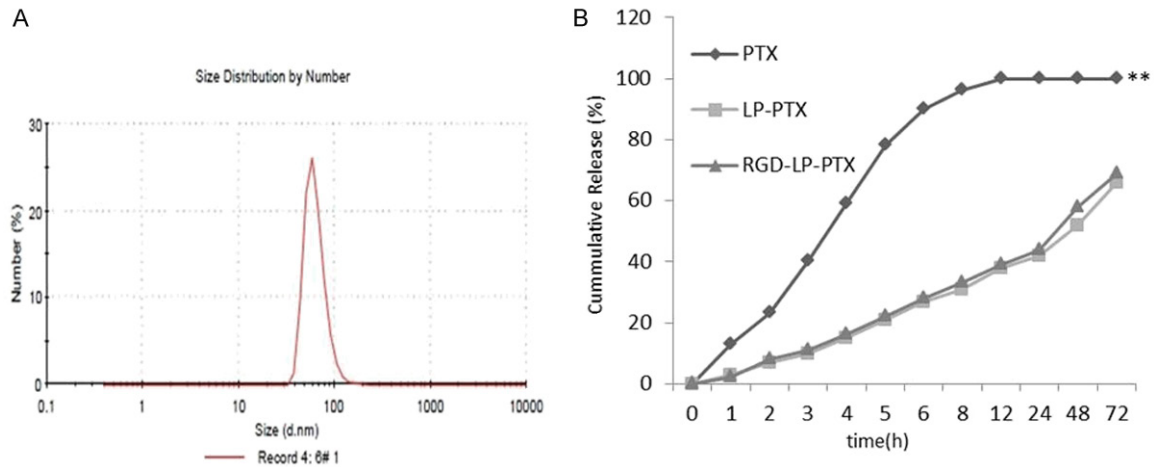 A
Size Distribution by Number
Number (%)
30
20
10
0
0.1 1 10 100 1000 10000
Size (d.nm)
Record 4: 6# 1
B
Cummulative Release (%)
120
100
80
60
40
20
0
PTX
LP-PTX
RGD-LP-PTX
**
0 1 2 3 4 5 6 8 12 24 48 72
time(h)